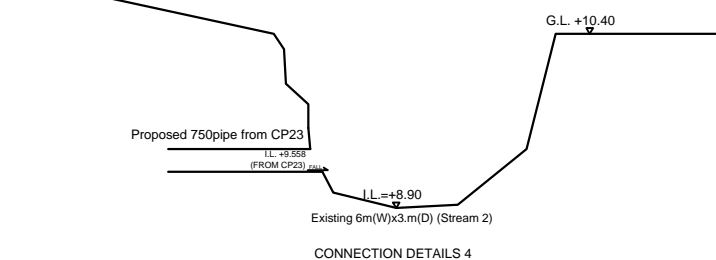 G.L. +10.40
Proposed 750pipe from CP23
I.L. +9.558
(FROM CP23)
FALL
I.L.=+8.90
Existing 6m(W)x3.m(D) (Stream 2)
CONNECTION DETAILS 4